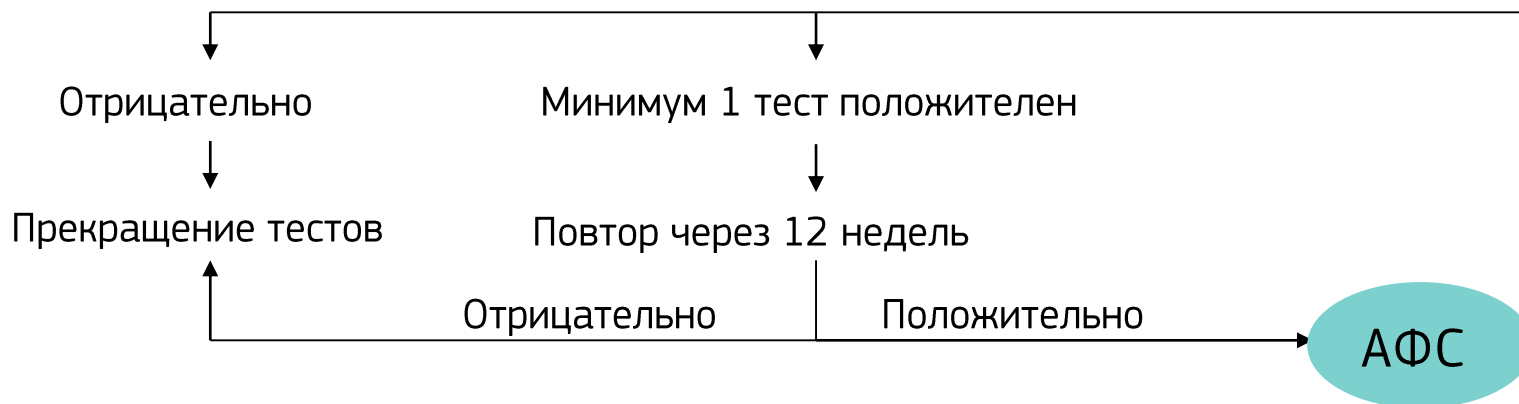 Отрицательно
Минимум 1 тест положителен
Прекращение тестов
Повтор через 12 недель
Отрицательно
Положительно
АФС